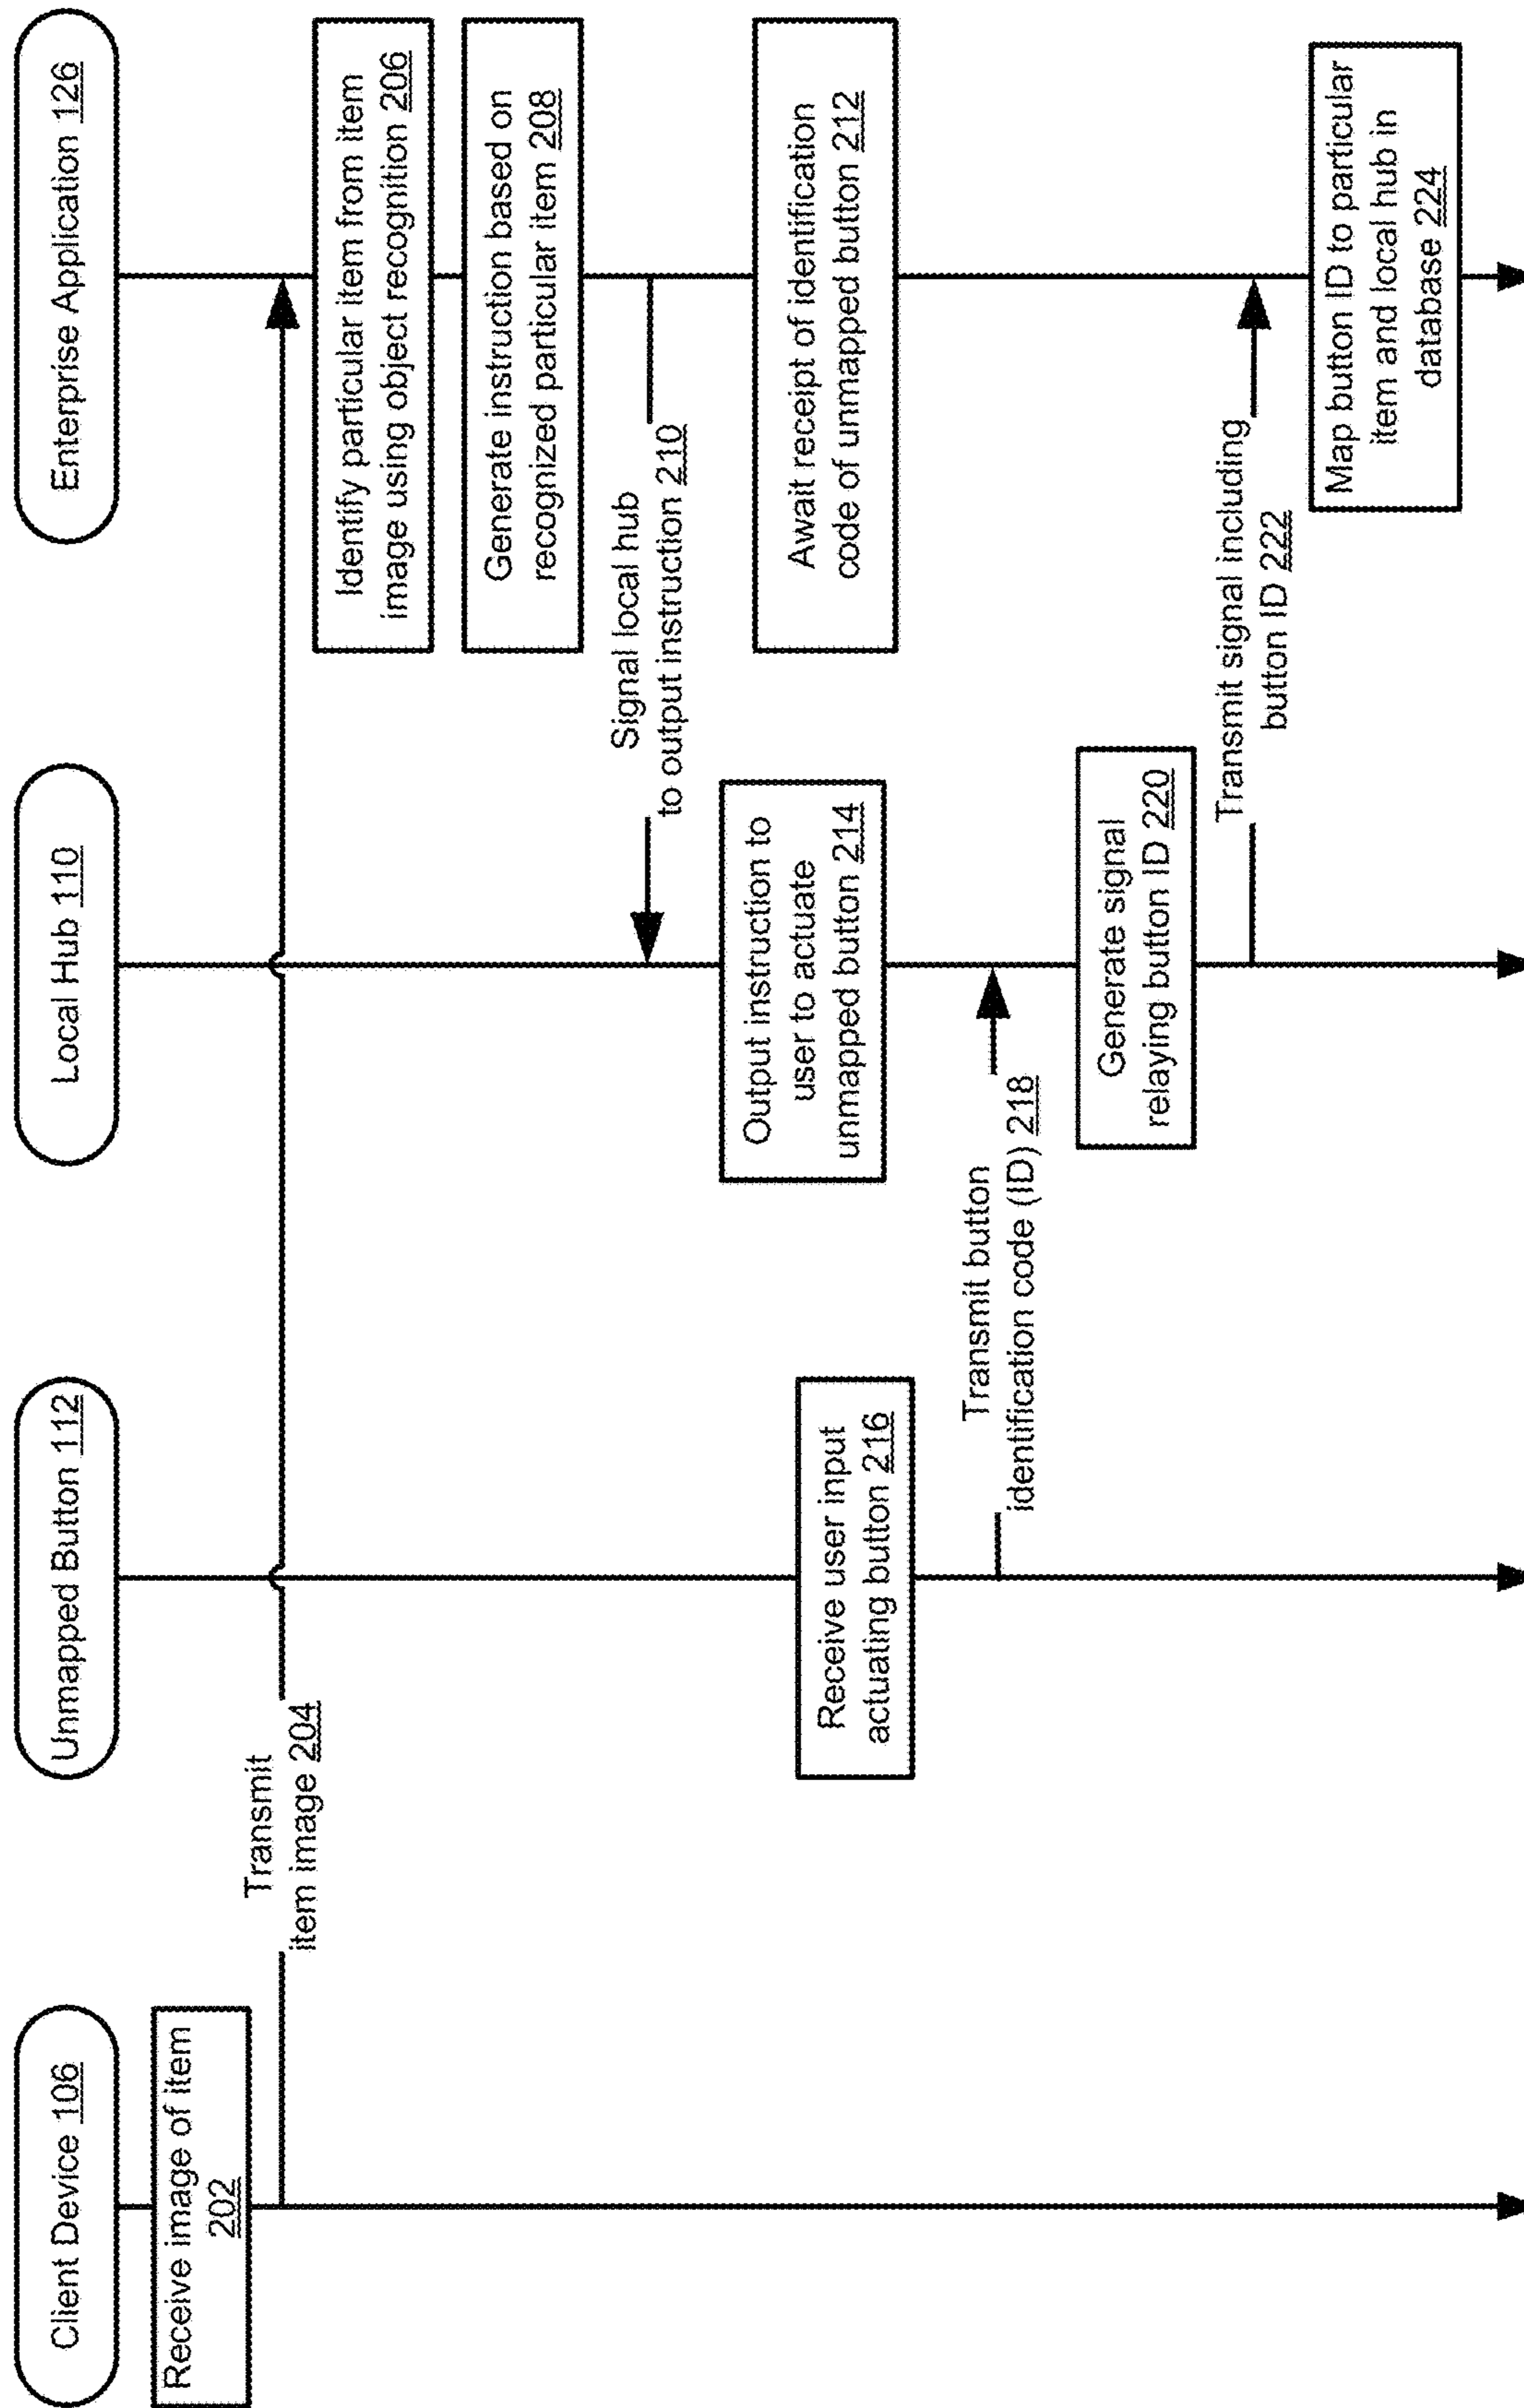 Client Device 106
Unmapped Button 112
Local Hub 110
Enterprise Application 126
Receive image of item
202
Transmit
item image 204
Identify particular item from item
image using object recognition 206
Generate instruction based on
recognized particular item 208
Signal local hub
to output instruction 210
Output instruction to
user to actuate
unmapped button 214
Await receipt of identification
code of unmapped button 212
Receive user input
actuating button 216
Transmit button
identification code (ID) 218
Generate signal
relaying button ID 220
Transmit signal including
button ID 222
Map button ID to particular
item and local hub in
database 224